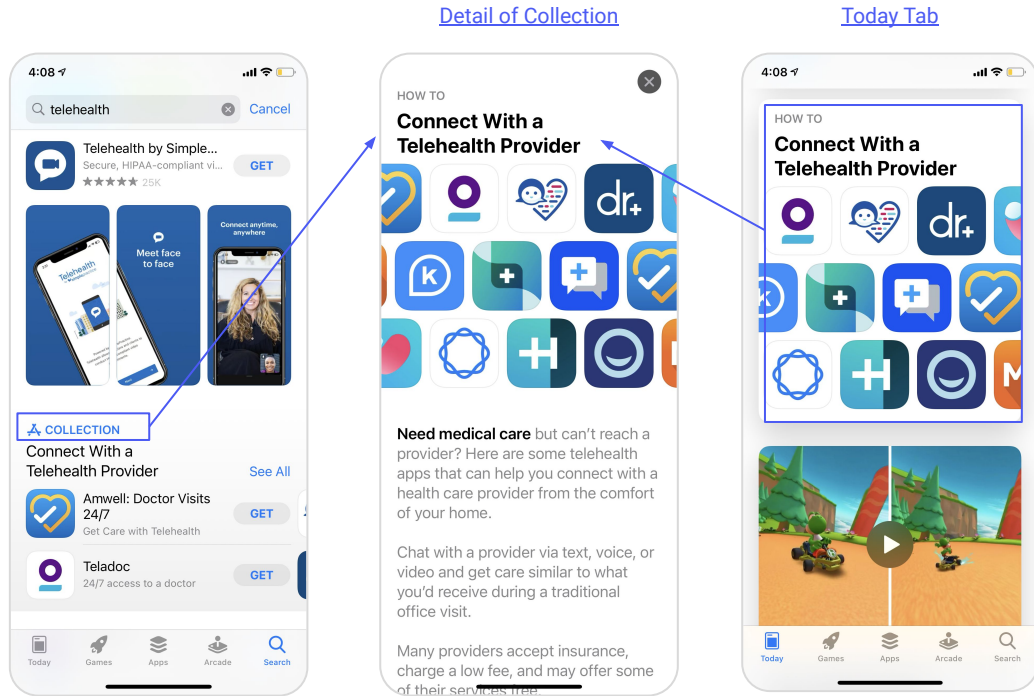 Detail of Collection
Today Tab
4:08
telehealth
Cancel
Telehealth by Simple...
Secure, HIPAA-compliant vi...
25K
GET
Telehealth
Meet face
to face
Connect anytime,
anywhere
COLLECTION
Connect With a
Telehealth Provider
See All
Amwell: Doctor Visits
24/7
Get Care with Telehealth
GET
Teladoc
24/7 access to a doctor
GET
Today
Games
Apps
Arcade
Search
HOW TO
Connect With a
Telehealth Provider
dr+
k
H
Need medical care but can't reach a
provider? Here are some telehealth
apps that can help you connect with a
health care provider from the comfort
of your home.
Chat with a provider via text, voice, or
video and get care similar to what
you'd receive during a traditional
office visit.
Many providers accept insurance,
charge a low fee, and may offer some
of their services free.
4:08
HOW TO
Connect With a
Telehealth Provider
dr+
k
H
M
Today
Games
Apps
Arcade
Search